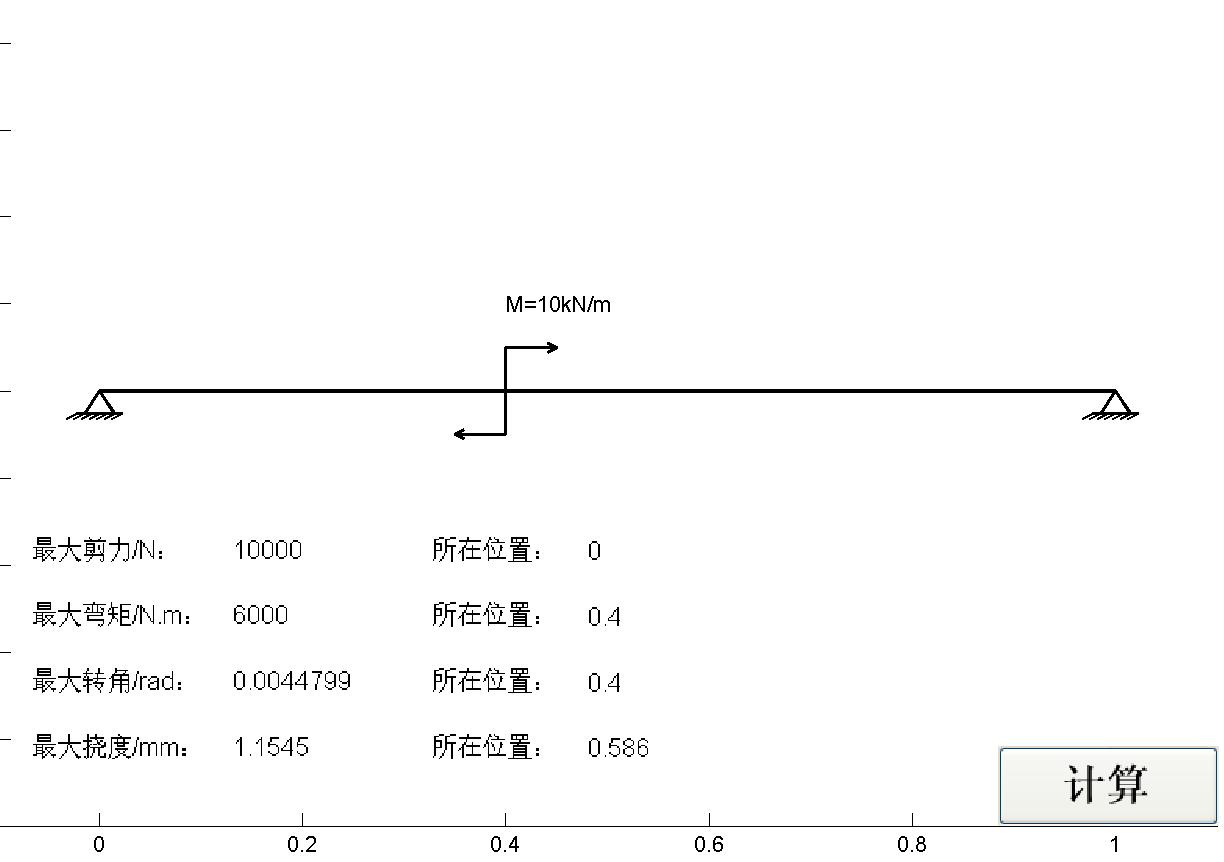 M=10kN/m
最大剪力/N： 10000 所在位置： 0
最大弯矩/N.m： 6000 所在位置： 0.4
最大转角/rad： 0.0044799 所在位置： 0.4
最大挠度/mm： 1.1545 所在位置： 0.586
计算
0 0.2 0.4 0.6 0.8 1